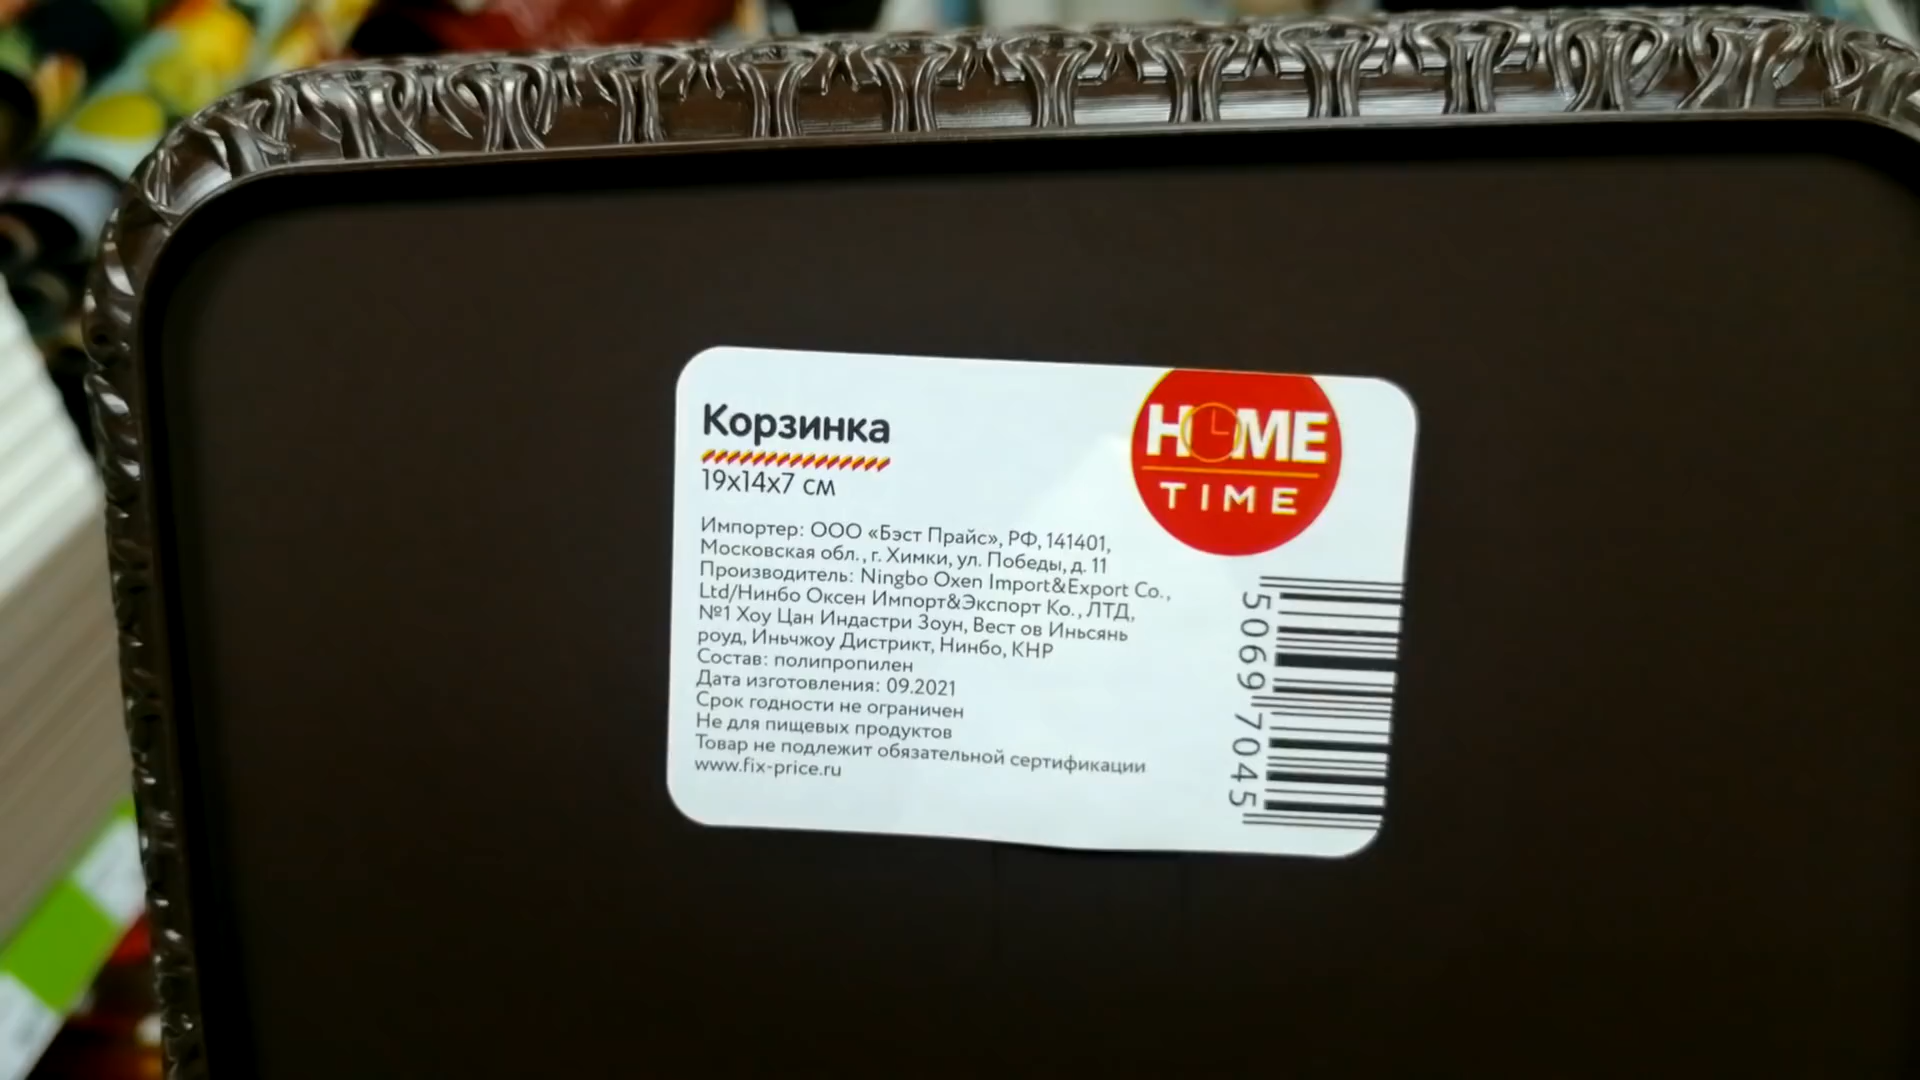 Корзинка
19х14х7 см
HOME
TIME
Импортер: ООО «Бэст Прайс», РФ, 141401,
Московская обл., г. Химки, ул. Победы, д. 11
Производитель: Ningbo Oxen Import&Export Co.,
Ltd/Нинбо Оксен Импорт&Экспорт Ко., ЛТД,
№1 Хоу Цан Индастри Зоун, Вест ов Иньсянь
роуд, Иньчжоу Дистрикт, Нинбо, КНР
Состав: полипропилен
Дата изготовления: 09.2021
Срок годности не ограничен
Не для пищевых продуктов
Товар не подлежит обязательной сертификации
www.fix-price.ru
5069 7045